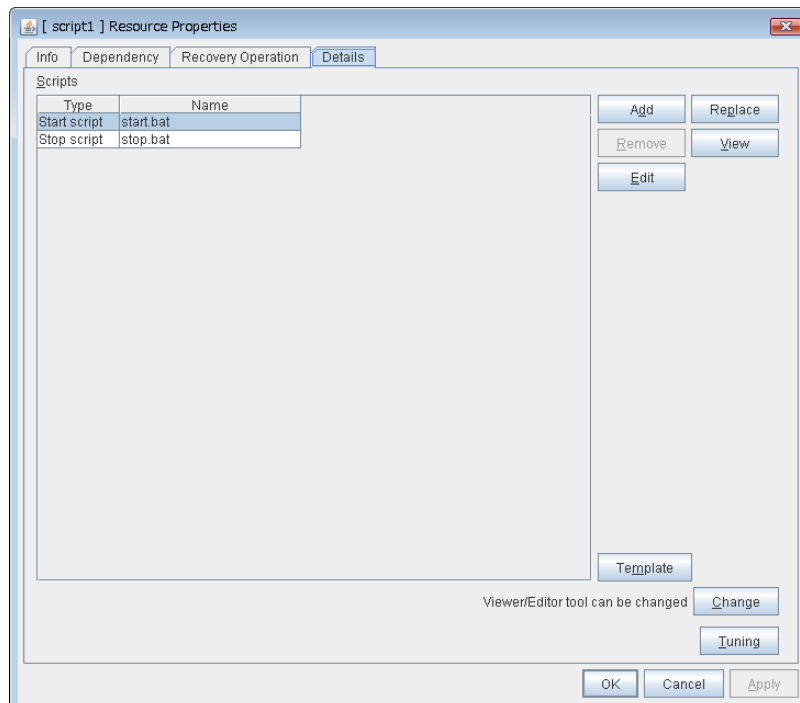 [ script1 ] Resource Properties
Info Dependency Recovery Operation Details
Scripts
Type Name
Start script start.bat
Stop script stop.bat
Add Replace
Remove View
Edit
Template
Viewer/Editor tool can be changed Change
Tuning
OK Cancel Apply